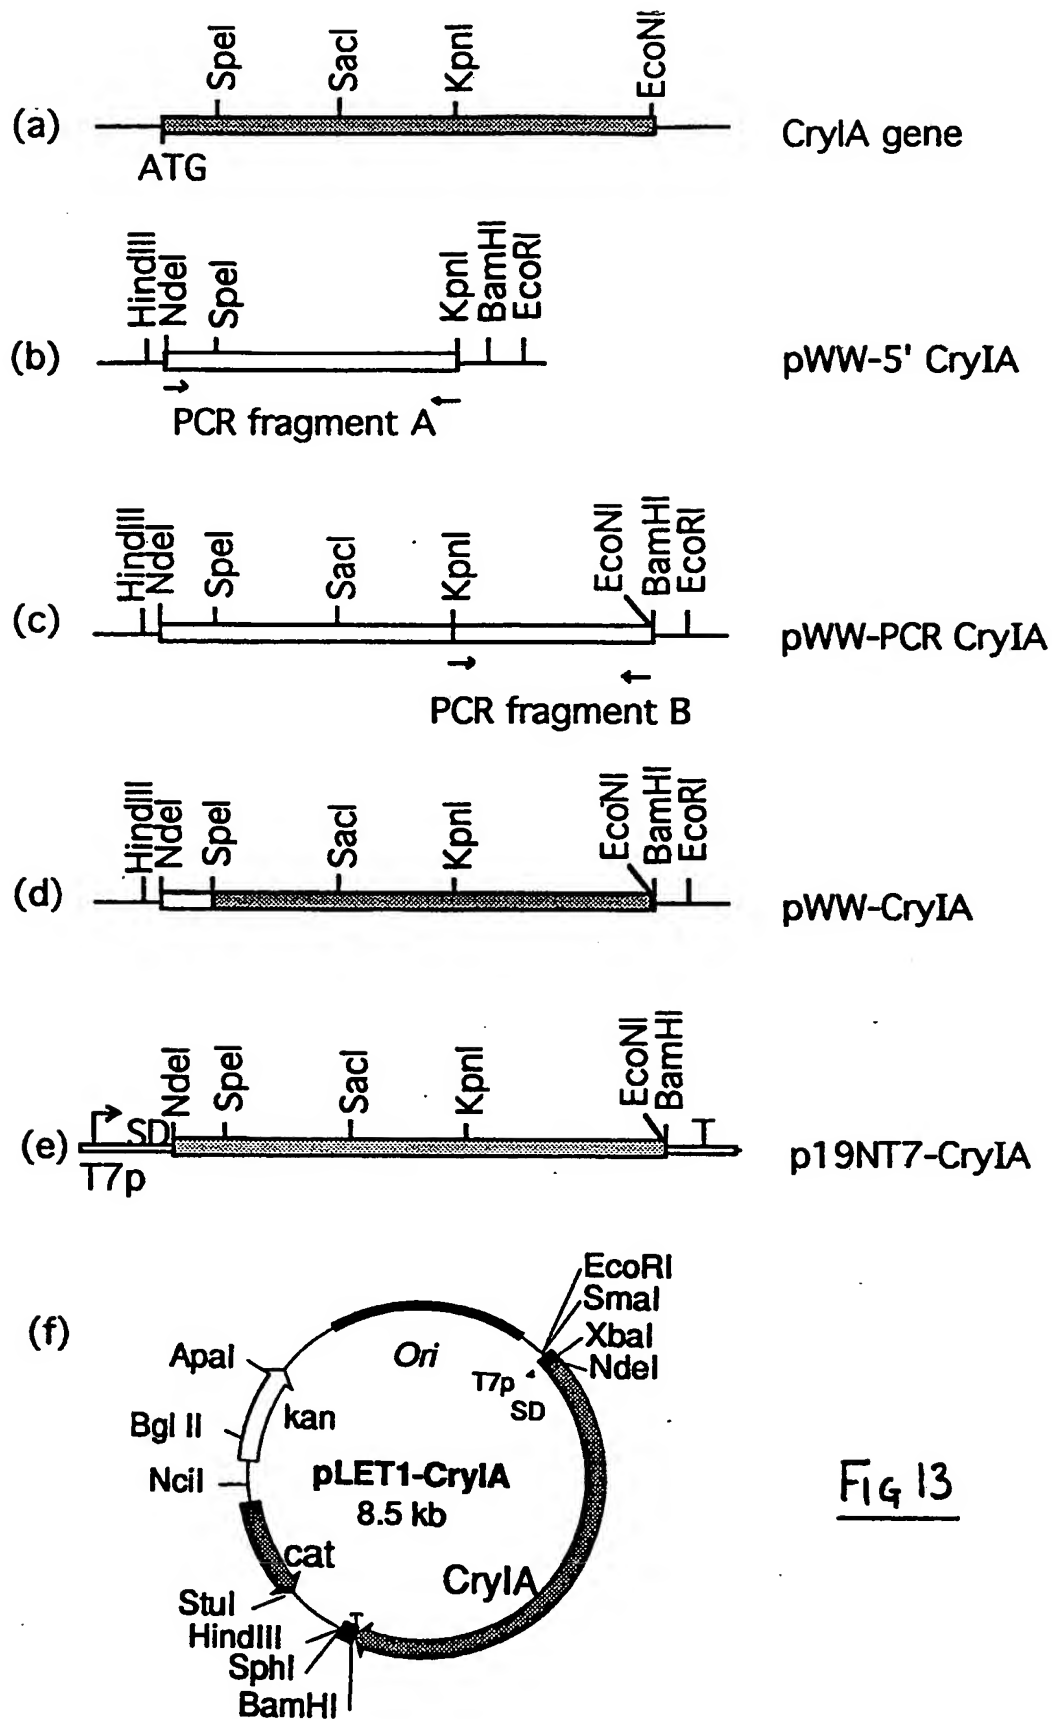 (a)
SpeI
SacI
KpnI
EcoNI
ATG
CryIA gene
(b)
HindIII
NdeI
SpeI
KpnI
BamHI
EcoRI
PCR fragment A
pWW-5' CryIA
(c)
HindIII
NdeI
SpeI
SacI
KpnI
EcoNI
BamHI
EcoRI
PCR fragment B
pWW-PCR CryIA
(d)
HindIII
NdeI
SpeI
SacI
KpnI
EcoNI
BamHI
EcoRI
pWW-CryIA
(e)
T7p
SD
NdeI
SpeI
SacI
KpnI
EcoNI
BamHI
T
p19NT7-CryIA
(f)
EcoRI
SmaI
XbaI
NdeI
T7p
SD
Ori
ApaI
kan
Bgl II
NciI
pLET1-CryIA
8.5 kb
cat
CryIA
StuI
HindIII
SphI
BamHI
T
FIG 13